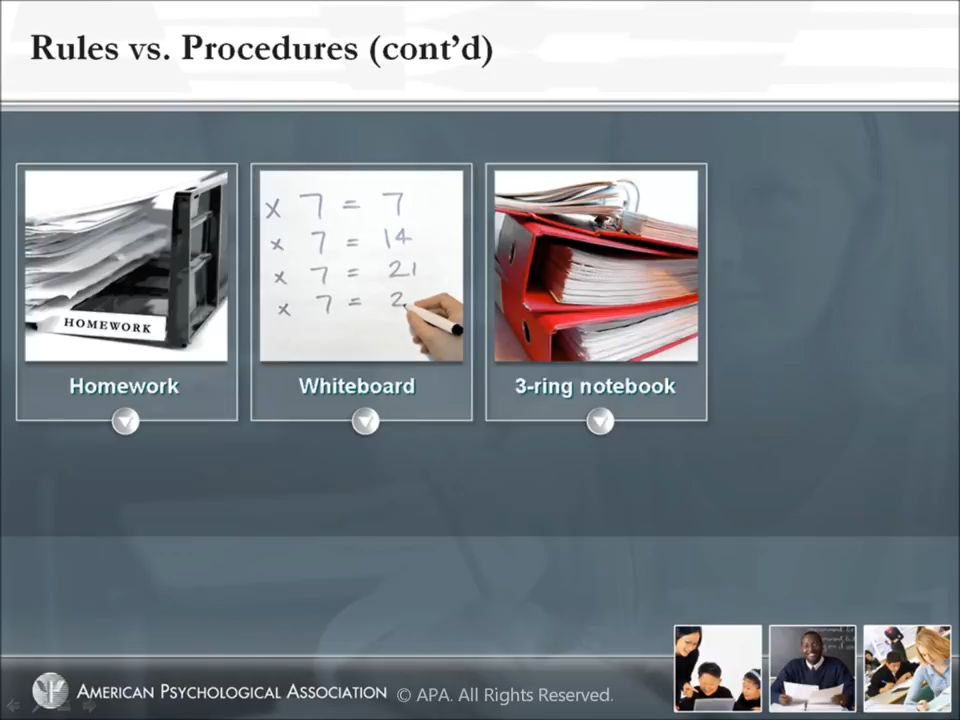 Rules vs. Procedures (cont’d)
HOMEWORK
x 7 = 7
x 7 = 14
x 7 = 21
x 7 = 2
Homework
Whiteboard
3-ring notebook
AMERICAN PSYCHOLOGICAL ASSOCIATION © APA. All Rights Reserved.